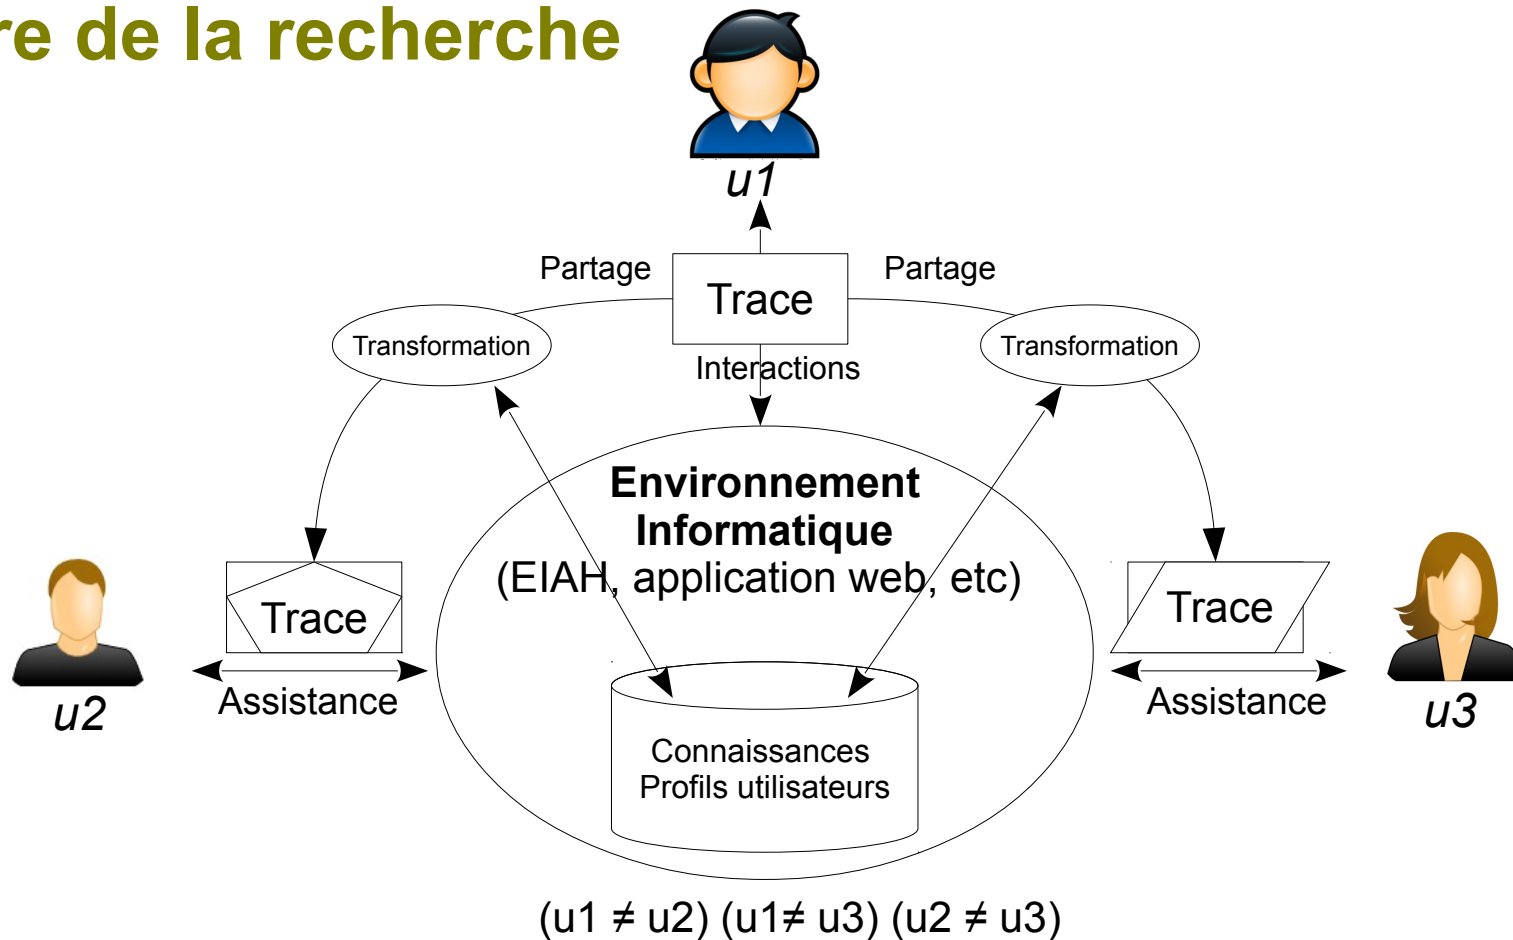 re de la recherche
u1
Partage
Partage
Trace
Transformation
Transformation
Interactions
Environnement
Informatique
(EIAH, application web, etc)
Trace
Trace
Assistance
Assistance
u2
u3
Connaissances
Profils utilisateurs
(u1 ≠ u2) (u1≠ u3) (u2 ≠ u3)